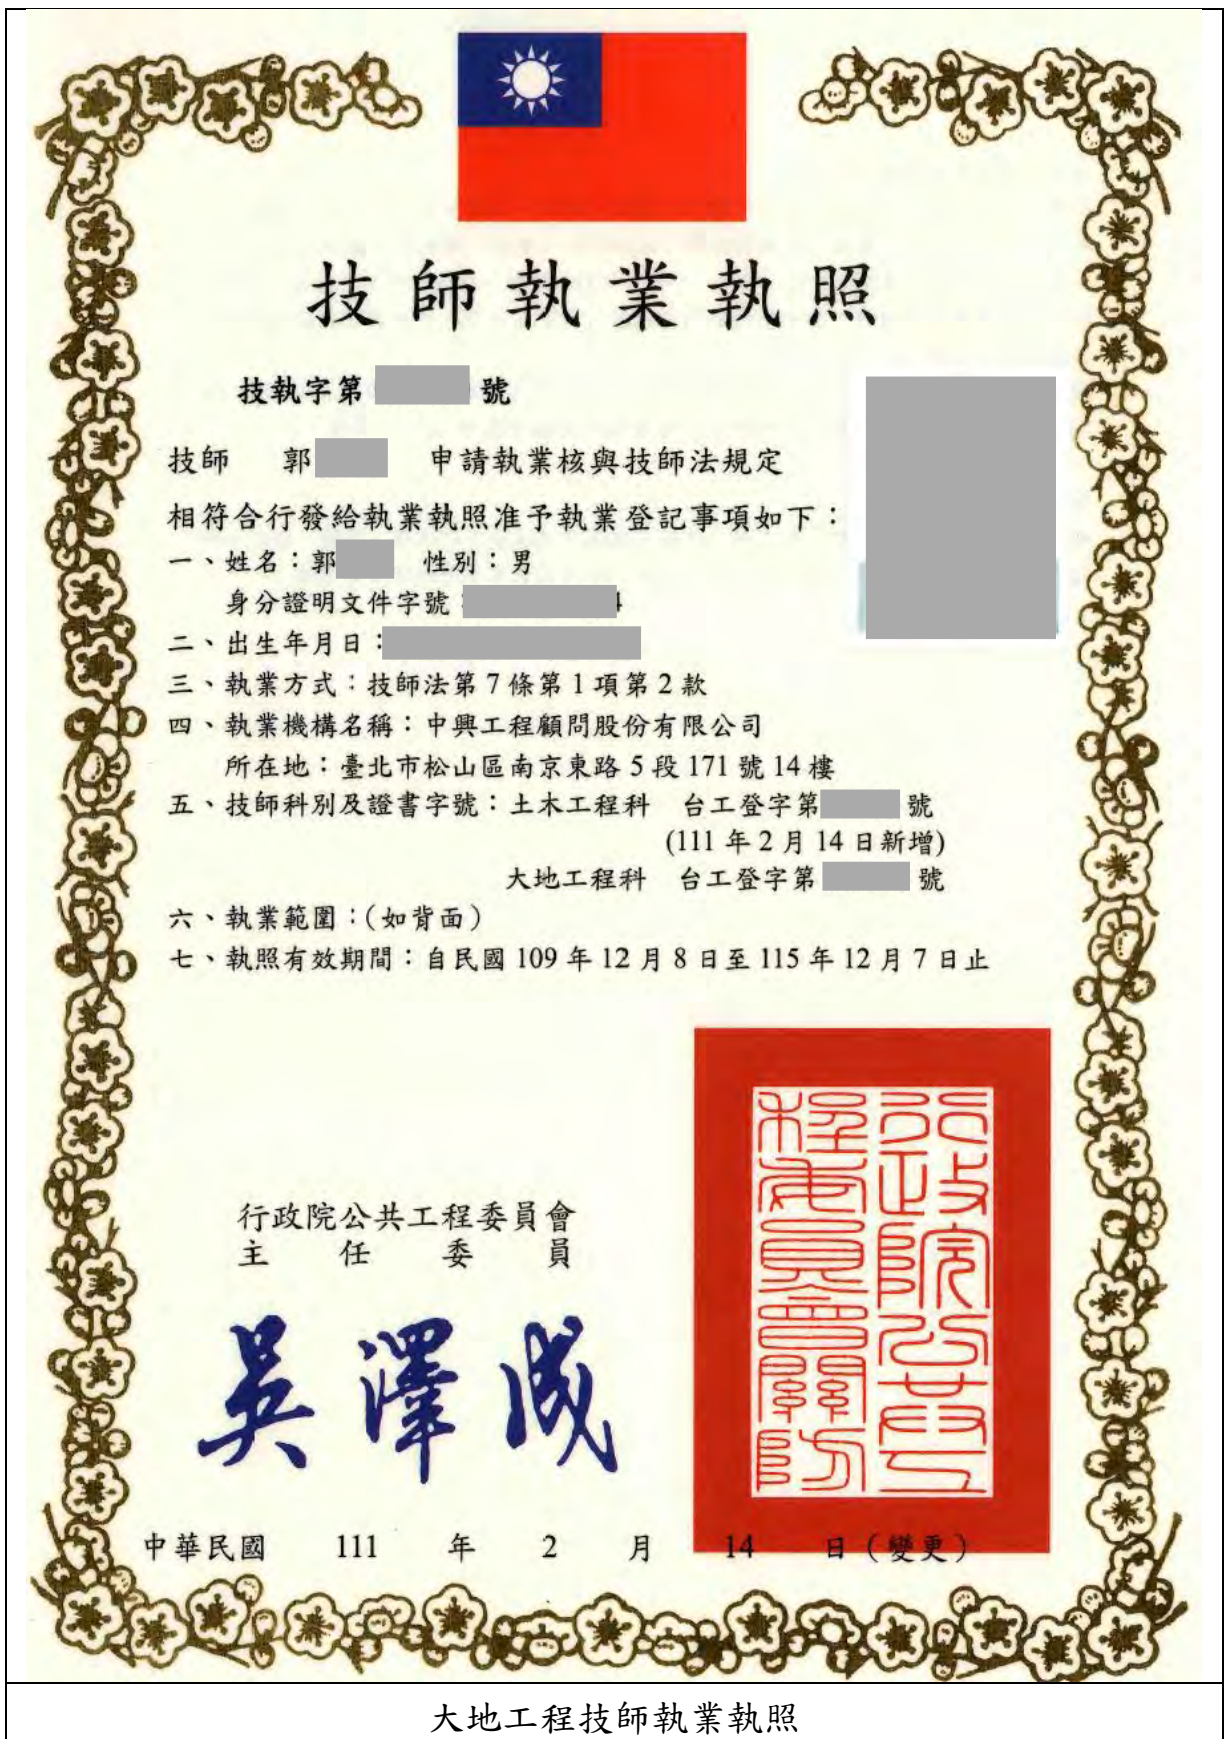 技師執業執照
技執字第 號
技師 郭 申請執業核與技師法規定
相符合行發給執業執照准予執業登記事項如下：
一、姓名：郭 性別：男
身分證明文件字號：
二、出生年月日：
三、執業方式：技師法第7條第1項第2款
四、執業機構名稱：中興工程顧問股份有限公司
所在地：臺北市松山區南京東路5段171號14樓
五、技師科別及證書字號：土木工程科 台工登字第 號
(111年2月14日新增)
大地工程科 台工登字第 號
六、執業範圍：(如背面)
七、執照有效期間：自民國109年12月8日至115年12月7日止
行政院公共工程委員會
主任委員
吳澤成
行政院公共工
程委員會關防
中華民國 111 年 2 月 14 日(變更)
大地工程技師執業執照